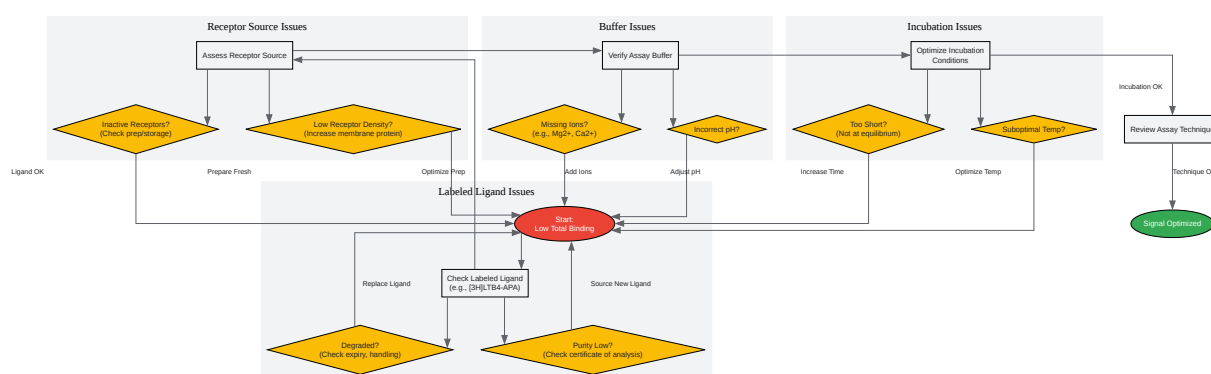 Receptor Source Issues
Buffer Issues
Incubation Issues
Assess Receptor Source
Verify Assay Buffer
Optimize Incubation
Conditions
Incubation OK
Inactive Receptors?
(Check prep/storage)
Low Receptor Density?
(Increase membrane protein)
Missing Ions?
(e.g., Mg2+, Ca2+)
Incorrect pH?
Too Short?
(Not at equilibrium)
Suboptimal Temp?
Review Assay Technique
Ligand OK
Prepare Fresh
Optimize Prep
Add Ions
Adjust pH
Increase Time
Optimize Temp
Technique O
Labeled Ligand Issues
Start:
Low Total Binding
Signal Optimized
Check Labeled Ligand
(e.g., [3H]LTB4-APA)
Replace Ligand
Source New Ligand
Degraded?
(Check expiry, handling)
Purity Low?
(Check certificate of analysis)